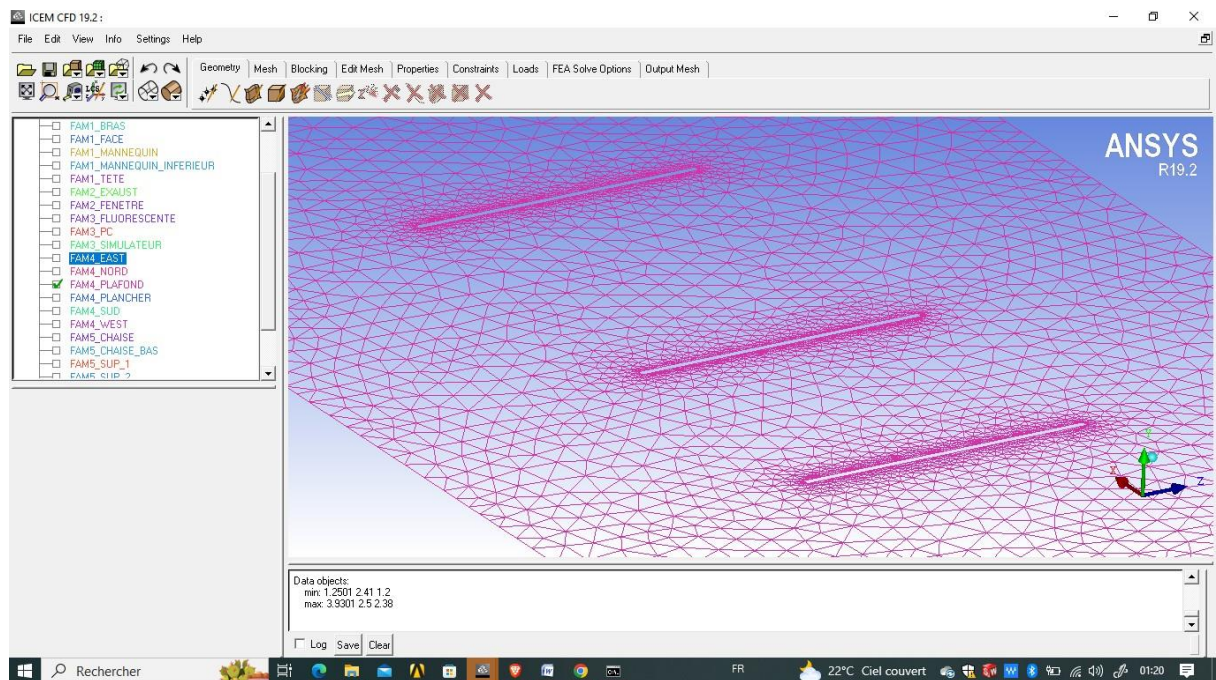 ICEM CFD 19.2 :
File Edit View Info Settings Help
Geometry Mesh Blocking Edit Mesh Properties Constraints Loads FEA Solve Options Output Mesh
LCS
FAM1_BRAS
FAM1_FACE
FAM1_MANNEQUIN
FAM1_MANNEQUIN_INFERIEUR
FAM1_TETE
FAM2_EXAUST
FAM2_FENETRE
FAM3_FLUORESCENTE
FAM3_PC
FAM3_SIMULATEUR
FAM4_EAST
FAM4_NORD
FAM4_PLAFOND
FAM4_PLANCHER
FAM4_SUD
FAM4_WEST
FAM5_CHAISE
FAM5_CHAISE_BAS
FAM5_SUP_1
FAM5_SUP_2
ANSYS
R19.2
Y
X
Z
Data objects:
min: 1.2501 2.41 1.2
max: 3.9301 2.5 2.38
Log Save Clear
Rechercher FR 22°C Ciel couvert 01:20